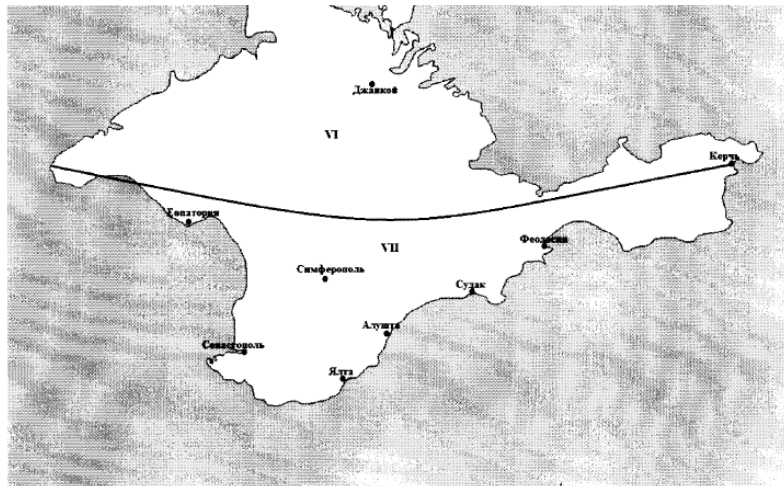 Джанкой
VI
Керчь
Евпатория
VII
Феодосия
Симферополь
Судак
Алушта
Севастополь
Ялта